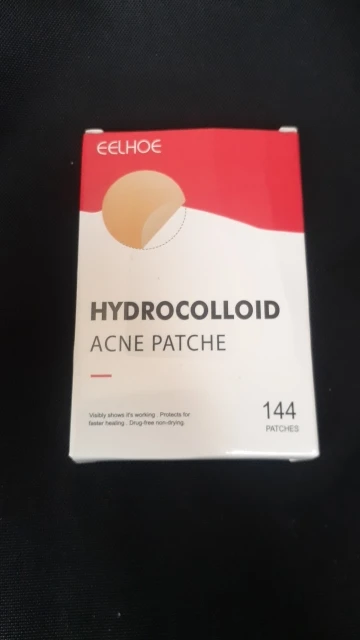 EELHOE
HYDROCOLLOID
ACNE PATCHE
Visibly shows it's working . Protects for
faster healing . Drug-free non-drying.
144
PATCHES